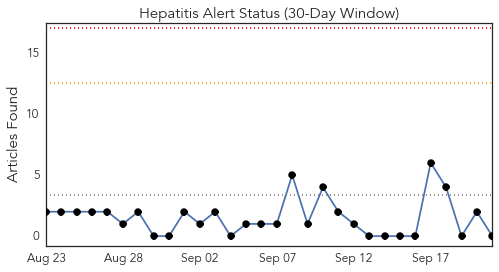 Hepatitis Alert Status (30-Day Window)
Articles Found
15
10
5
0
Aug 23 Aug 28 Sep 02 Sep 07 Sep 12 Sep 17